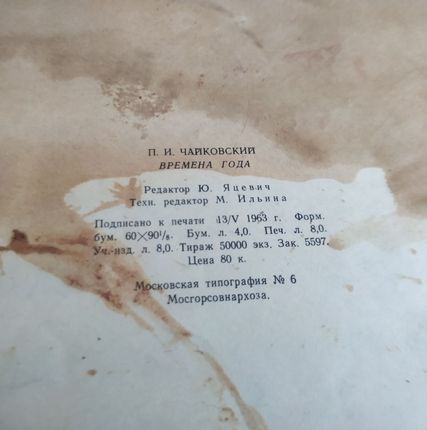 П. И. ЧАЙКОВСКИЙ
ВРЕМЕНА ГОДА
Редактор Ю. Яцевич
Техн. редактор М. Ильина
Подписано к печати 13/V 1963 г. Форм.
бум. 60×90¹/₈. Бум. л. 4,0. Печ. л. 8,0.
Уч.-изд. л. 8,0. Тираж 50000 экз. Зак. 5597.
Цена 80 к.
Московская типография № 6
Мосгорсовнархоза.